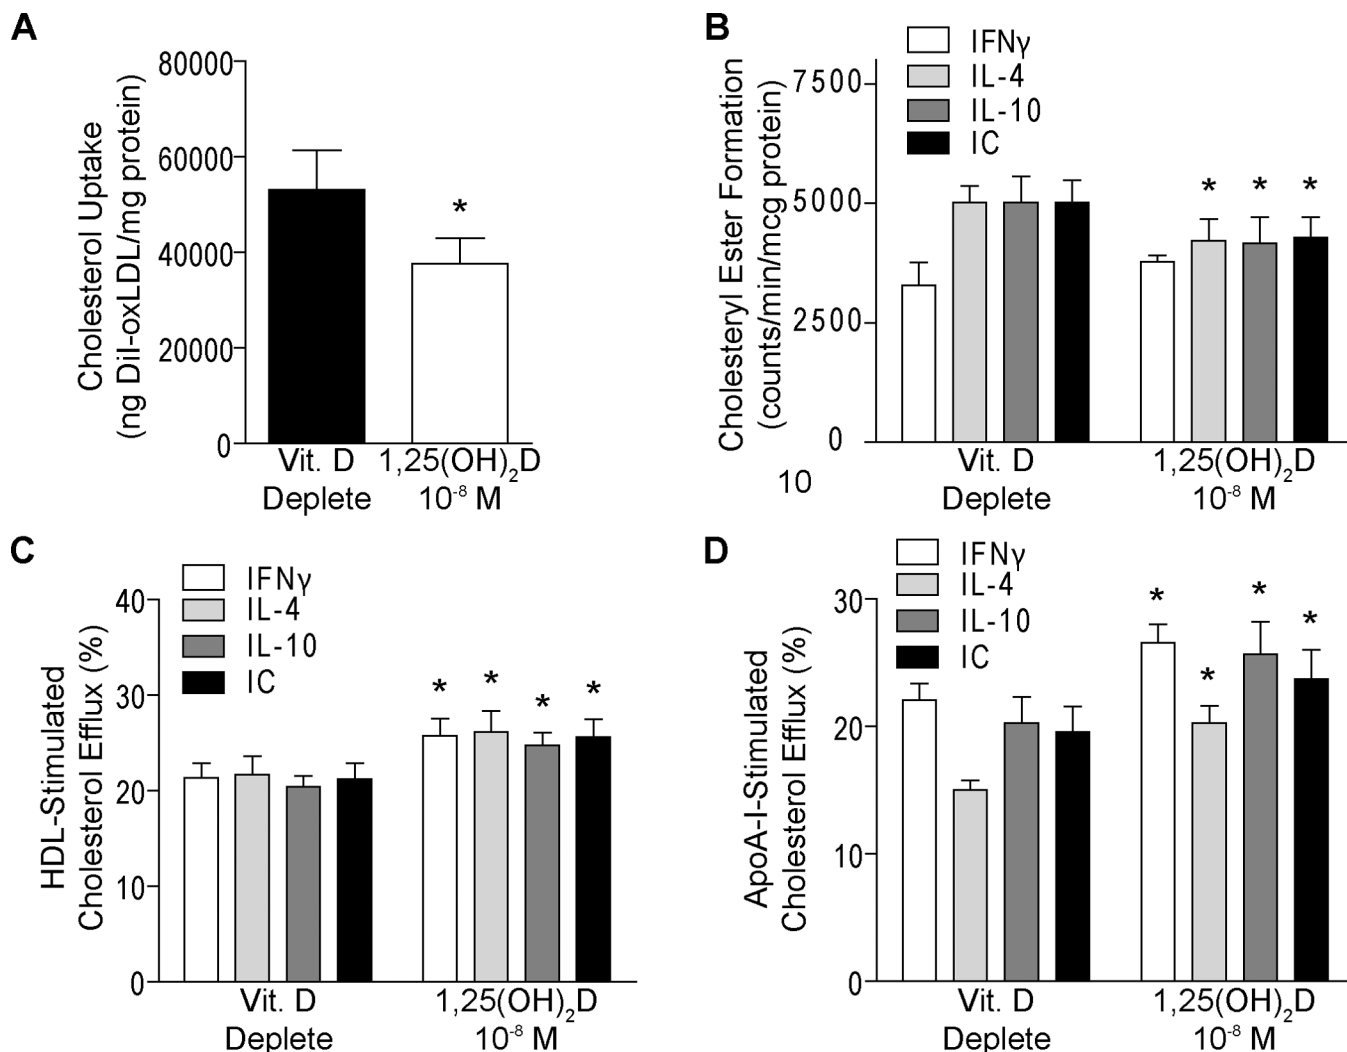 A
Cholesterol Uptake
(ng Dil-oxLDL/mg protein)
80000
60000
40000
20000
0
*
Vit. D
Deplete
1,25(OH)2D
10-8 M
B
IFNγ
IL-4
IL-10
IC
Cholesteryl Ester Formation
(counts/min/mcg protein)
7500
5000
2500
0
* * *
10
Vit. D
Deplete
1,25(OH)2D
10-8 M
C
IFNγ
IL-4
IL-10
IC
HDL-Stimulated
Cholesterol Efflux (%)
40
30
20
10
0
* * * *
Vit. D
Deplete
1,25(OH)2D
10-8 M
D
IFNγ
IL-4
IL-10
IC
ApoA-I-Stimulated
Cholesterol Efflux (%)
30
20
10
0
* * * *
Vit. D
Deplete
1,25(OH)2D
10-8 M